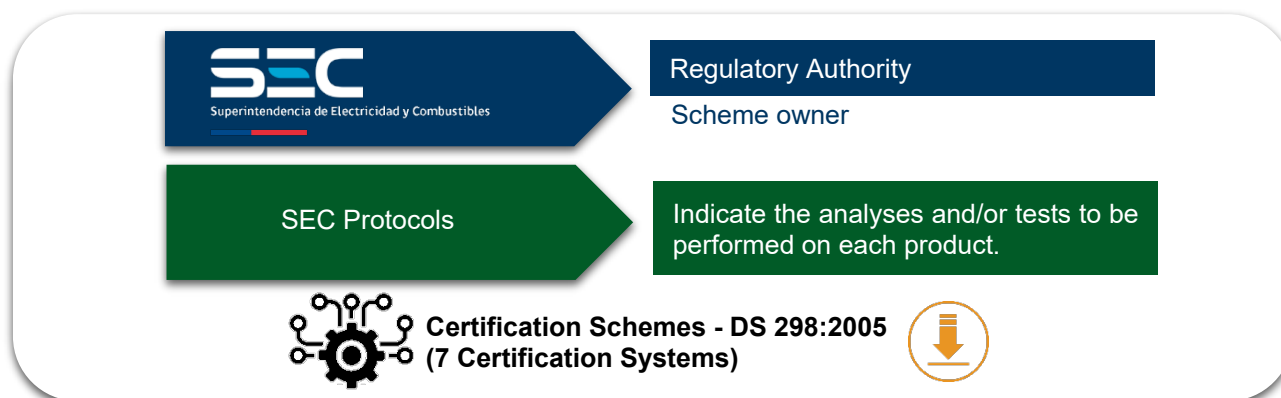 SEC
Superintendencia de Electricidad y Combustibles
Regulatory Authority
Scheme owner
SEC Protocols
Indicate the analyses and/or tests to be
performed on each product.
Certification Schemes - DS 298:2005
(7 Certification Systems)